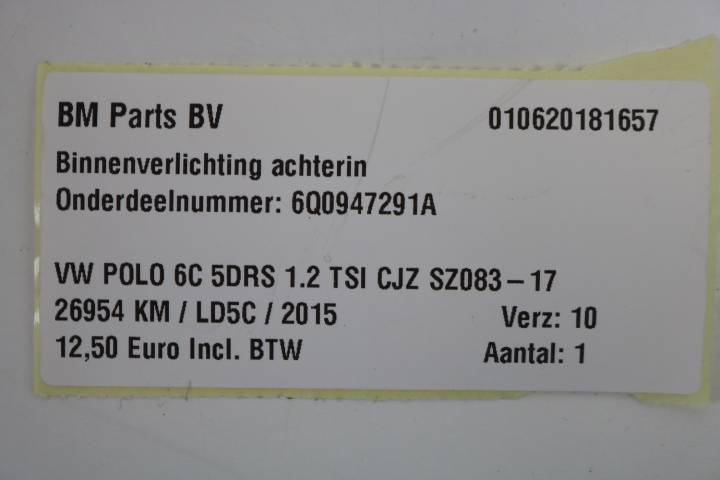 BM Parts BV 010620181657
Binnenverlichting achterin
Onderdeelnummer: 6Q0947291A
VW POLO 6C 5DRS 1.2 TSI CJZ SZ083-17
26954 KM / LD5C / 2015 Verz: 10
12,50 Euro Incl. BTW Aantal: 1